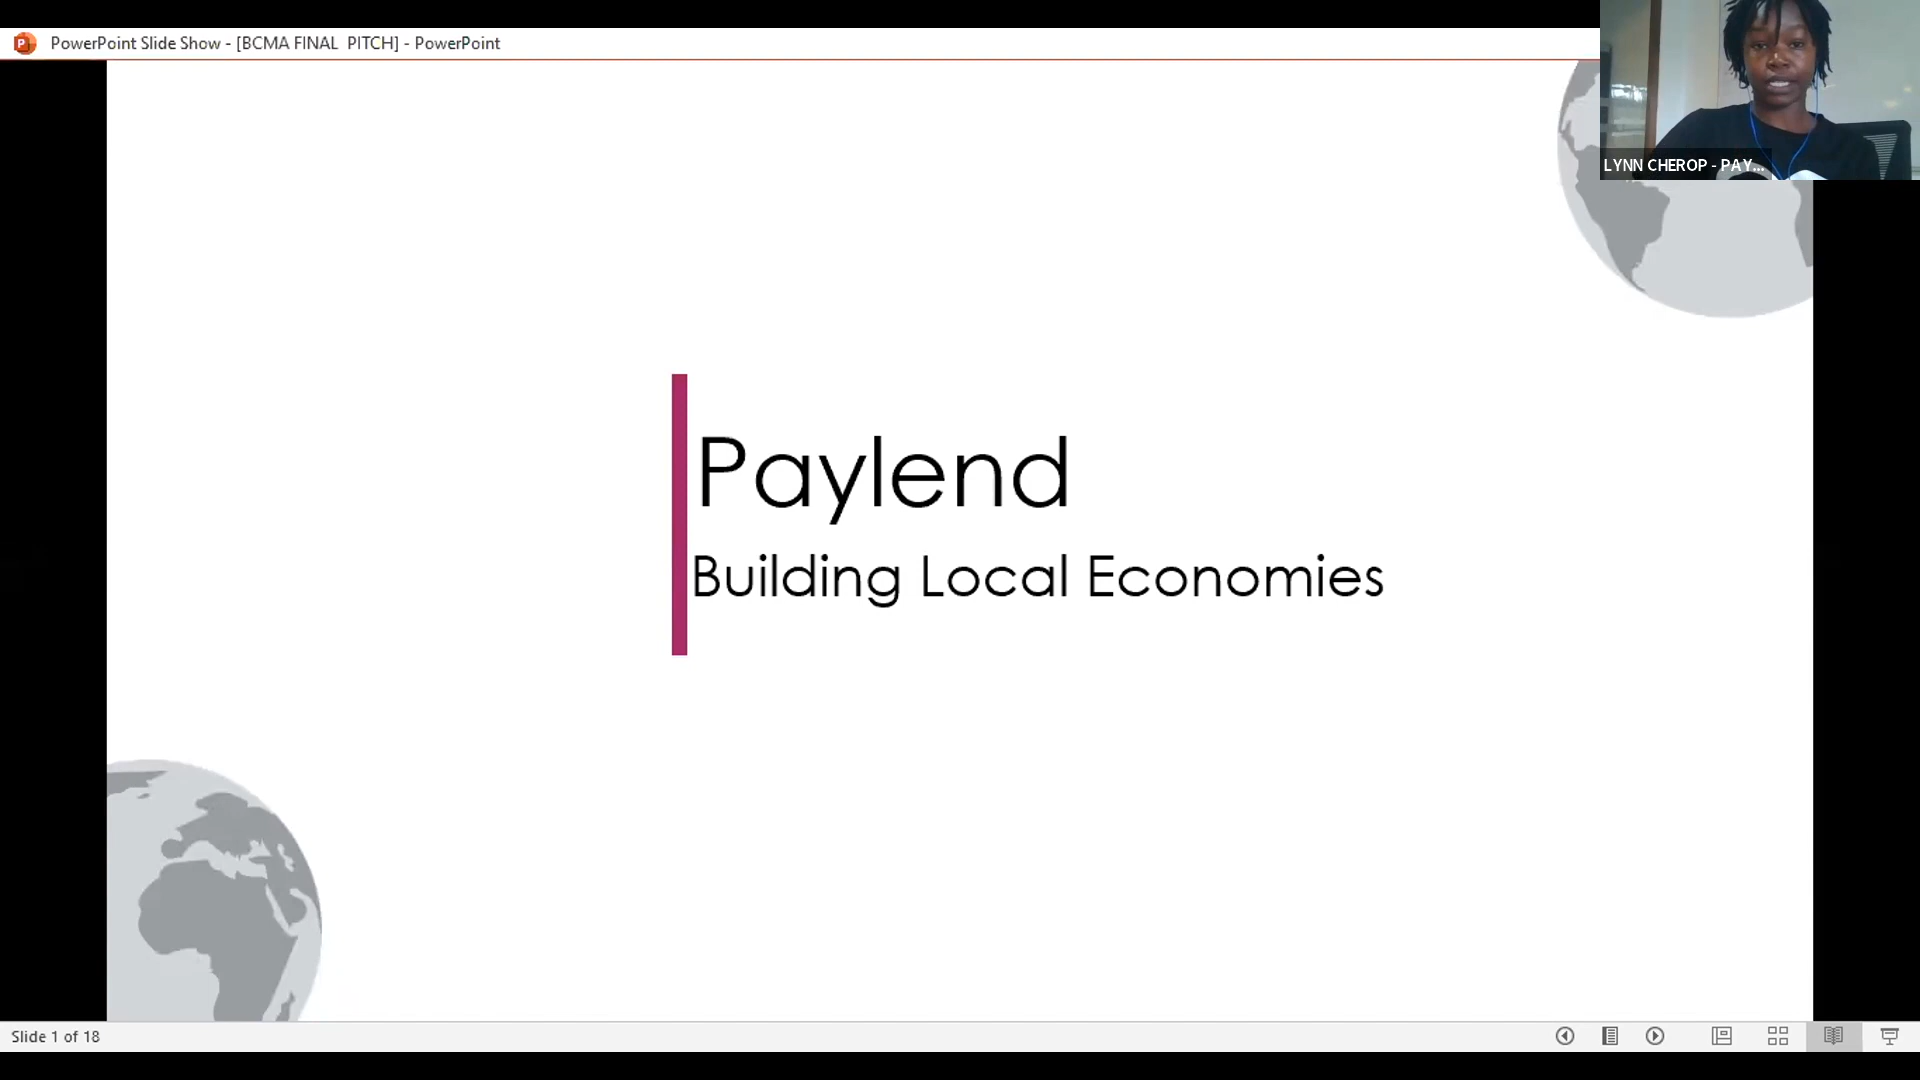 PowerPoint Slide Show - [BCMA FINAL  PITCH] - PowerPoint
LYNN CHEROP - PAY...
Paylend
Building Local Economies
Slide 1 of 18